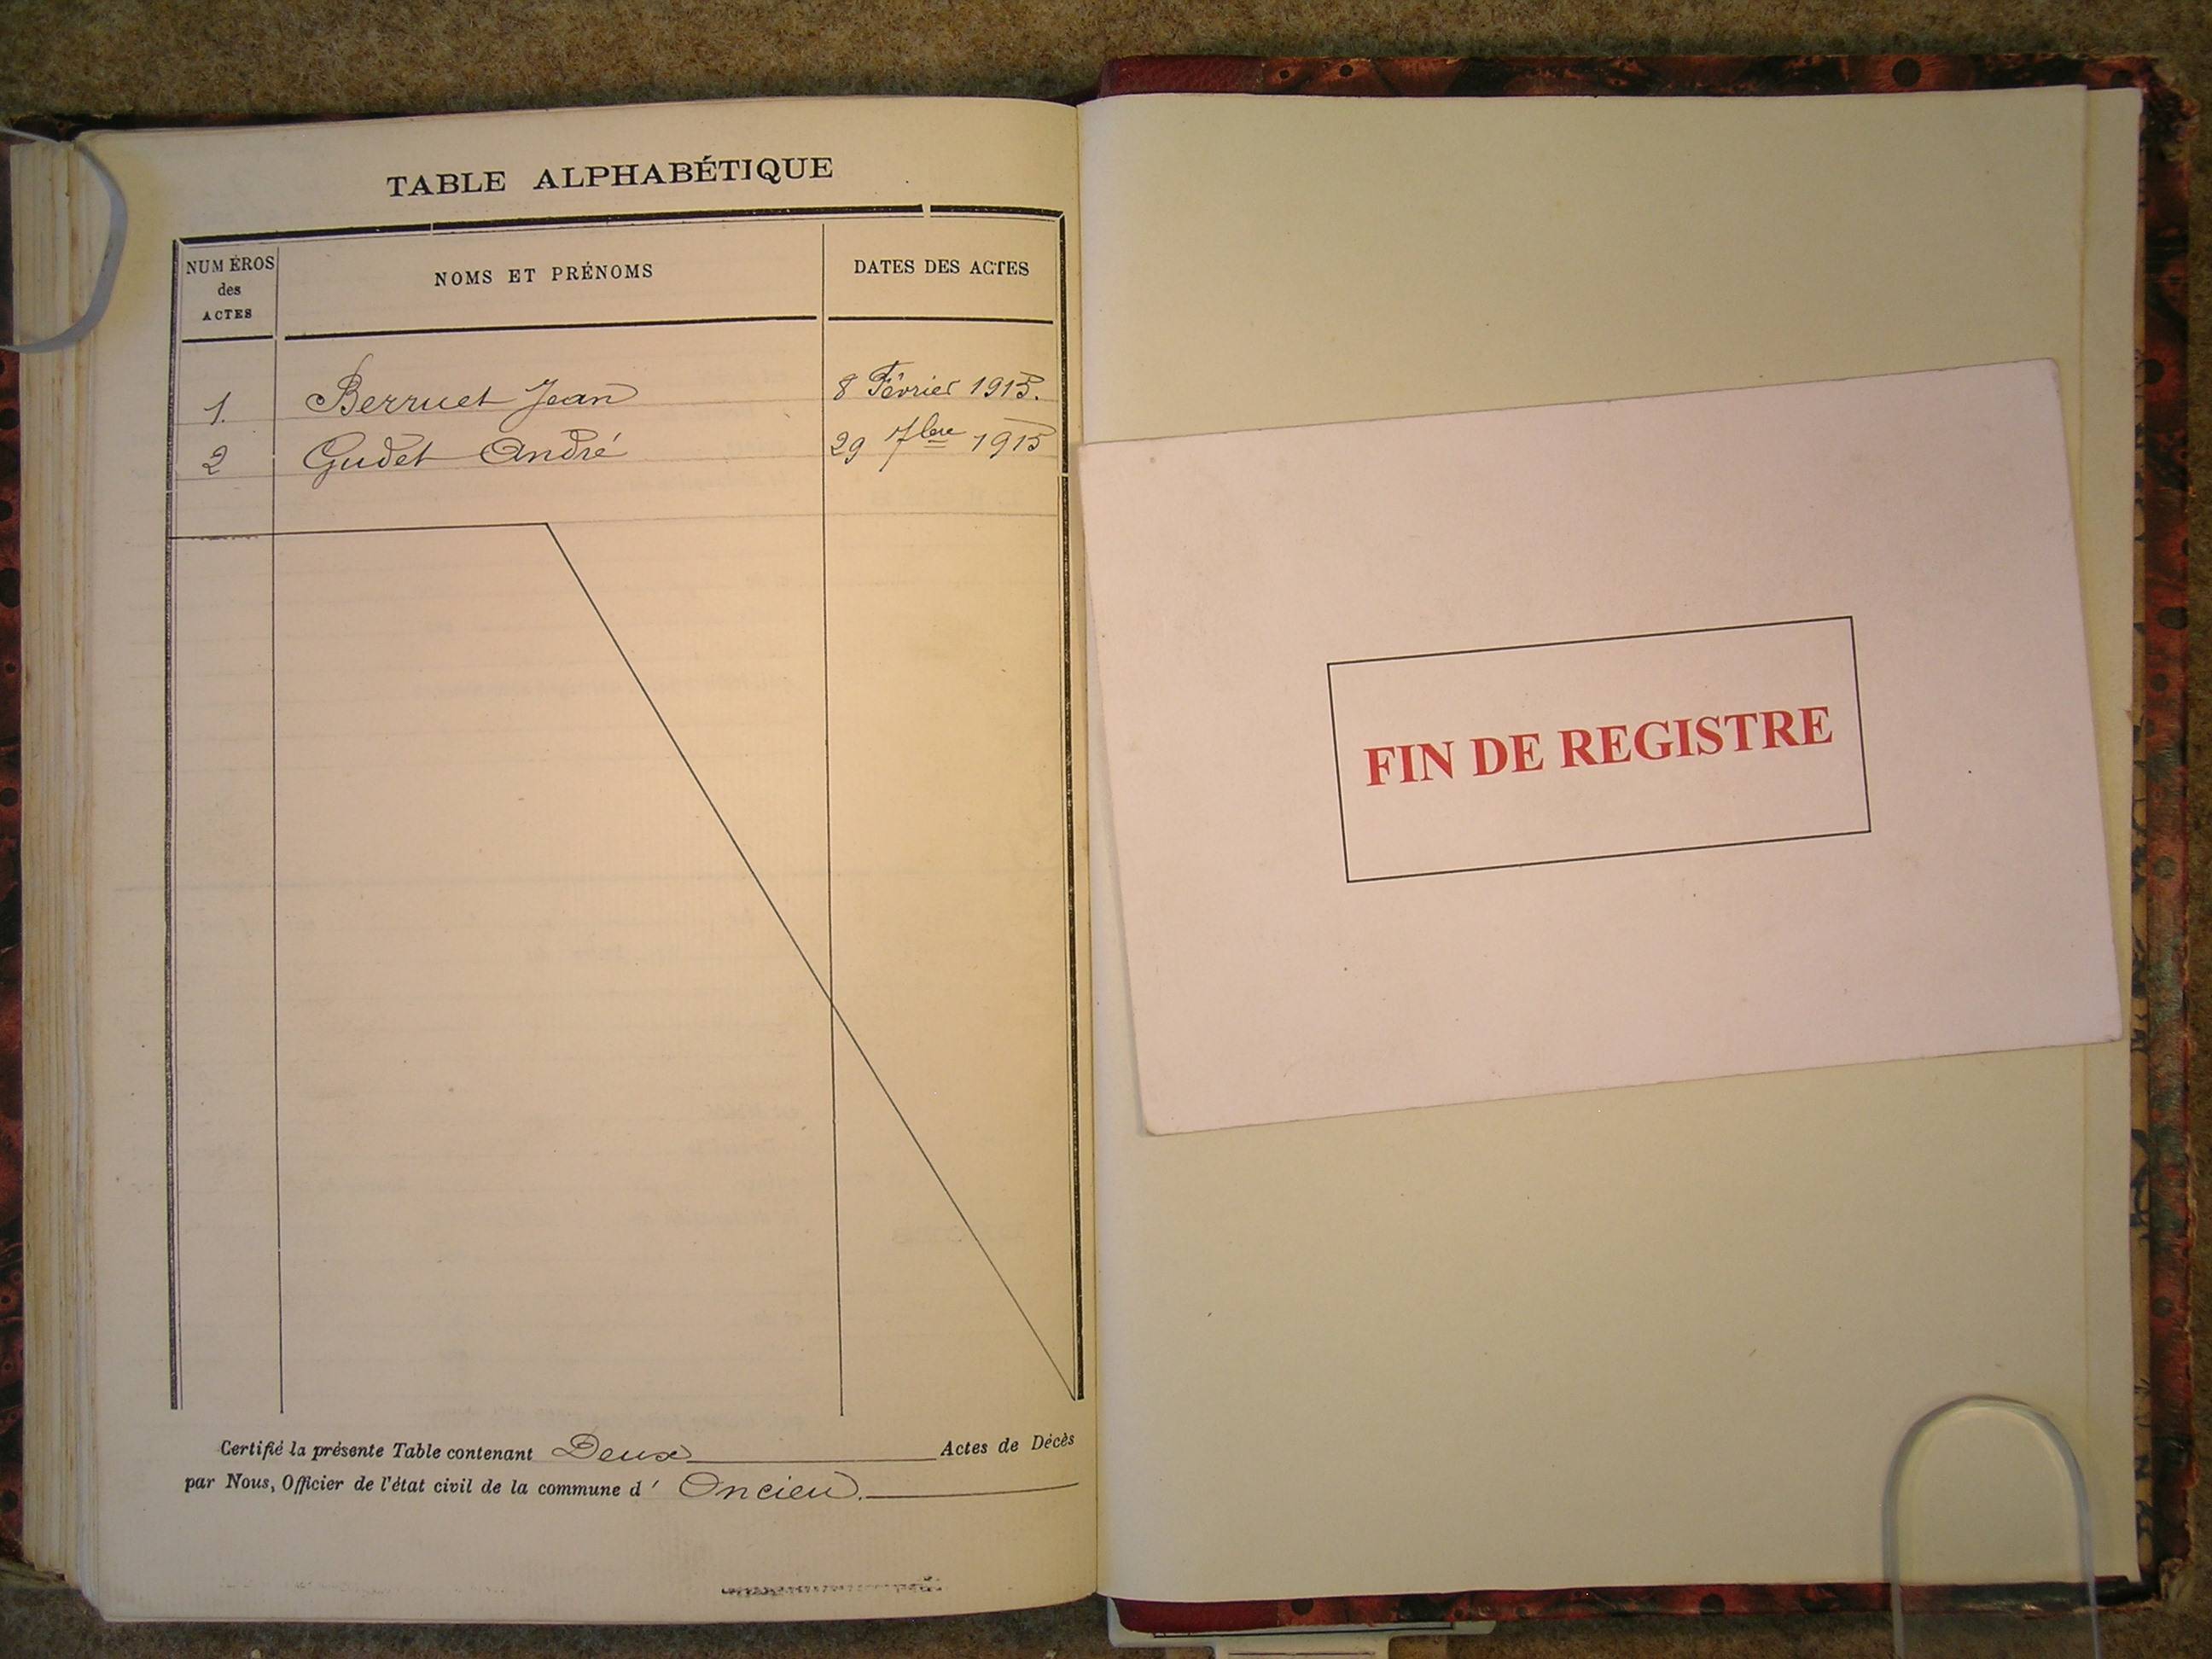 TABLE ALPHABÉTIQUE
NUMÉROS
des
ACTES
NOMS ET PRÉNOMS
DATES DES ACTES
1. Berruet Jean 8 Février 1915.
2 Gudet André 29 7bre 1915
Certifié la présente Table contenant Deux Actes de Décès
par Nous, Officier de l'état civil de la commune d' Oncieu.
FIN DE REGISTRE